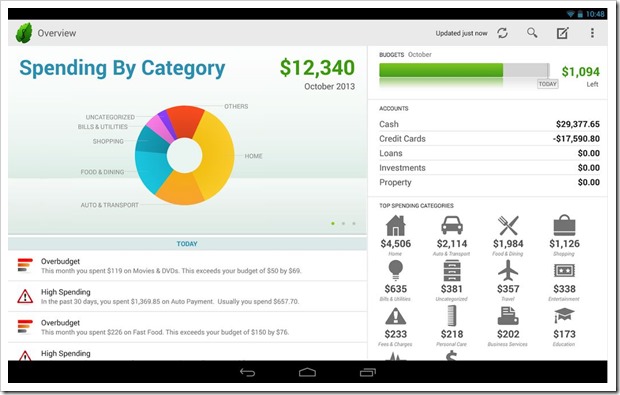 10:48
Overview
Updated just now
Spending By Category
$12,340
October 2013
OTHERS
UNCATEGORIZED
BILLS & UTILITIES
SHOPPING
HOME
FOOD & DINING
AUTO & TRANSPORT
TODAY
Overbudget
This month you spent $119 on Movies & DVDs. This exceeds your budget of $50 by $69.
High Spending
In the past 30 days, you spent $1,369.85 on Auto Payment. Usually you spend $657.70.
Overbudget
This month you spent $226 on Fast Food. This exceeds your budget of $150 by $76.
High Spending
BUDGETS October
TODAY
$1,094
Left
ACCOUNTS
Cash $29,377.65
Credit Cards -$17,590.80
Loans $0.00
Investments $0.00
Property $0.00
TOP SPENDING CATEGORIES
$4,506 $2,114 $1,984 $1,126
Home Auto & Transport Food & Dining Shopping
$635 $381 $357 $338
Bills & Utilities Uncategorized Travel Entertainment
$233 $218 $202 $173
Fees & Charges Personal Care Business Services Education